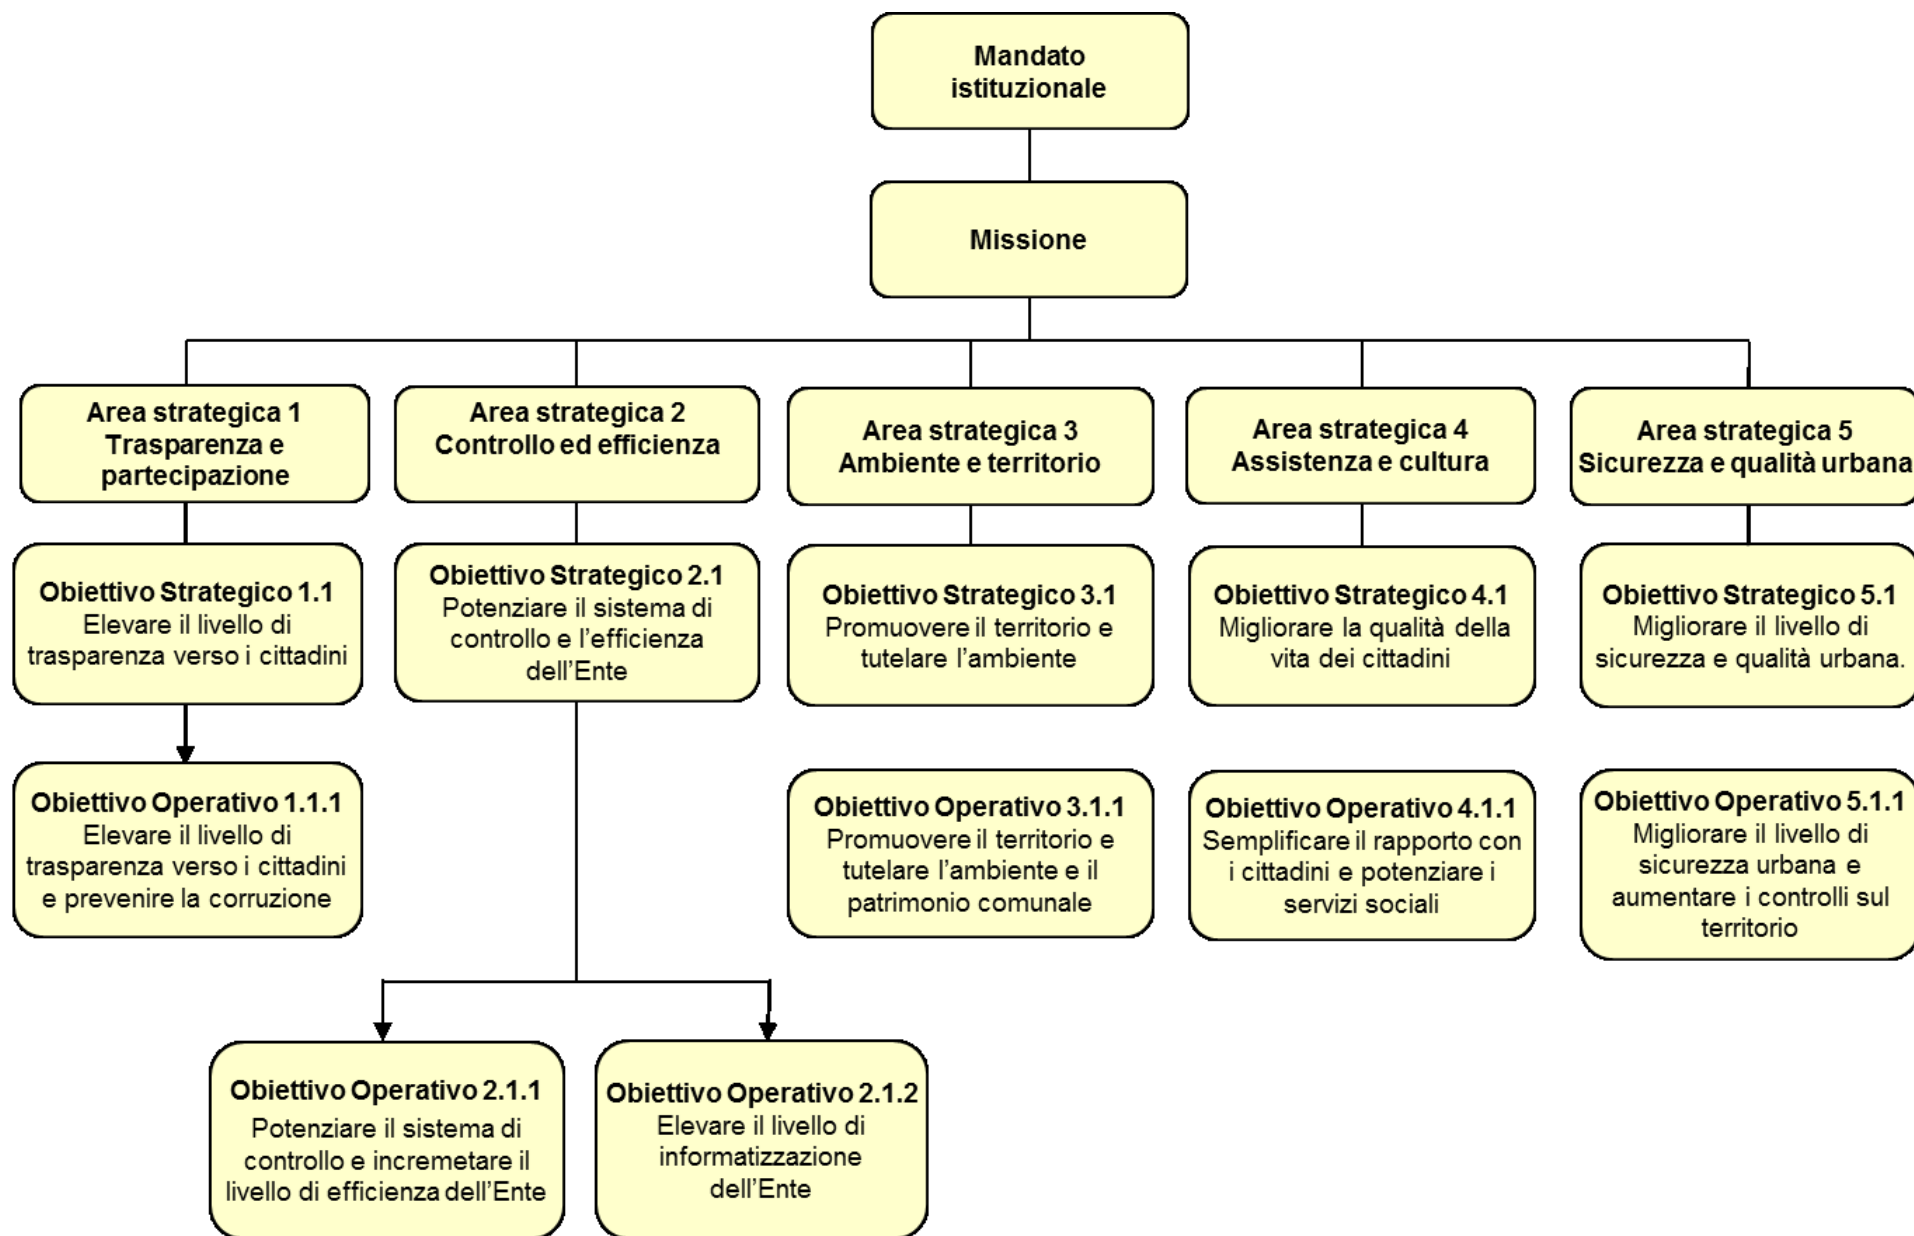 Mandato
istituzionale
Missione
Area strategica 1
Trasparenza e
partecipazione
Area strategica 2
Controllo ed efficienza
Area strategica 3
Ambiente e territorio
Area strategica 4
Assistenza e cultura
Area strategica 5
Sicurezza e qualità urbana
Obiettivo Strategico 1.1
Elevare il livello di
trasparenza verso i cittadini
Obiettivo Strategico 2.1
Potenziare il sistema di
controllo e l'efficienza
dell'Ente
Obiettivo Strategico 3.1
Promuovere il territorio e
tutelare l'ambiente
Obiettivo Strategico 4.1
Migliorare la qualità della
vita dei cittadini
Obiettivo Strategico 5.1
Migliorare il livello di
sicurezza e qualità urbana.
Obiettivo Operativo 1.1.1
Elevare il livello di
trasparenza verso i cittadini
e prevenire la corruzione
Obiettivo Operativo 3.1.1
Promuovere il territorio e
tutelare l'ambiente e il
patrimonio comunale
Obiettivo Operativo 4.1.1
Semplificare il rapporto con
i cittadini e potenziare i
servizi sociali
Obiettivo Operativo 5.1.1
Migliorare il livello di
sicurezza urbana e
aumentare i controlli sul
territorio
Obiettivo Operativo 2.1.1
Potenziare il sistema di
controllo e incremetare il
livello di efficienza dell'Ente
Obiettivo Operativo 2.1.2
Elevare il livello di
informatizzazione
dell'Ente